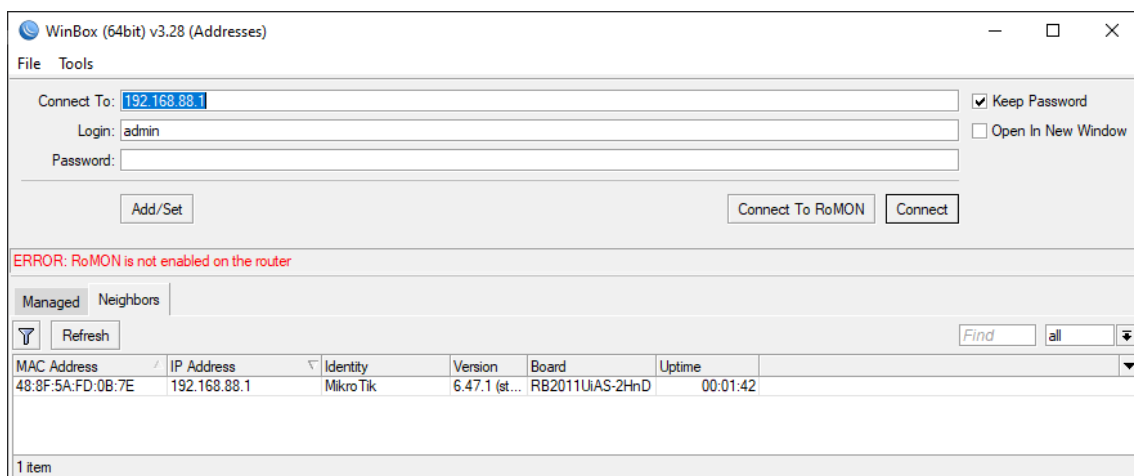 WinBox (64bit) v3.28 (Addresses)
File Tools
Connect To: 192.168.88.1 Keep Password
Login: admin Open In New Window
Password:
Add/Set Connect To RoMON Connect
ERROR: RoMON is not enabled on the router
Managed Neighbors
Refresh Find all
MAC Address IP Address Identity Version Board Uptime
48:8F:5A:FD:0B:7E 192.168.88.1 MikroTik 6.47.1 (st... RB2011UiAS-2HnD 00:01:42
1 item